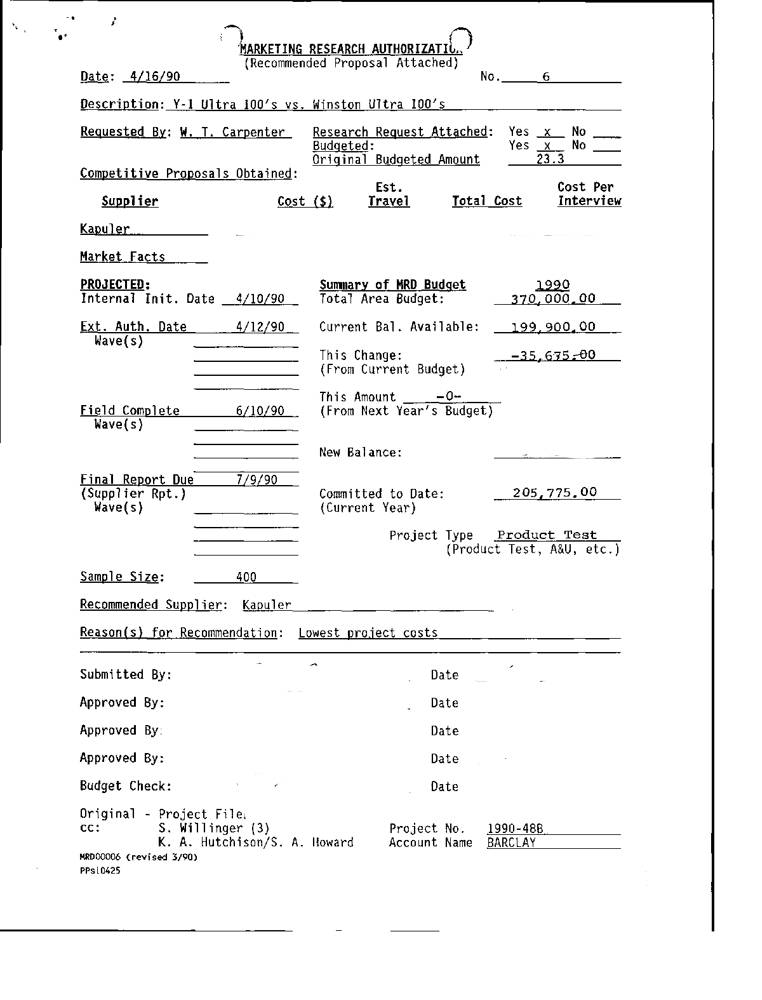 MARKETING RESEARCH AUTHORIZATI
(Recommended Proposal Attached)
Date: 4/16/90 No. 6
Description: Y-1 Ultra 100's vs. Winston Ultra 100's
Requested By: W. T. Carpenter Research Request Attached: Yes x No
Budgeted: Yes x No
Original Budgeted Amount 23.3
Competitive Proposals Obtained:
Est. Cost Per
Supplier Cost ($) Travel Total Cost Interview
Kapuler
Market Facts
PROJECTED: Summary of MRD Budget 1990
Internal Init. Date 4/10/90 Total Area Budget: 370,000.00
Ext. Auth. Date 4/12/90 Current Bal. Available: 199,900.00
Wave(s)
This Change: -35,675.00
(From Current Budget)
This Amount -0-
Field Complete 6/10/90 (From Next Year's Budget)
Wave(s)
New Balance:
Final Report Due 7/9/90
(Supplier Rpt.) Committed to Date: 205,775.00
Wave(s) (Current Year)
Project Type Product Test
(Product Test, A&U, etc.)
Sample Size: 400
Recommended Supplier: Kapuler
Reason(s) for Recommendation: Lowest project costs
Submitted By: Date
Approved By: Date
Approved By: Date
Approved By: Date
Budget Check: Date
Original - Project File
cc: S. Willinger (3) Project No. 1990-48B
K. A. Hutchison/S. A. Howard Account Name BARCLAY
MRD00006 (revised 3/90)
PPsl0425